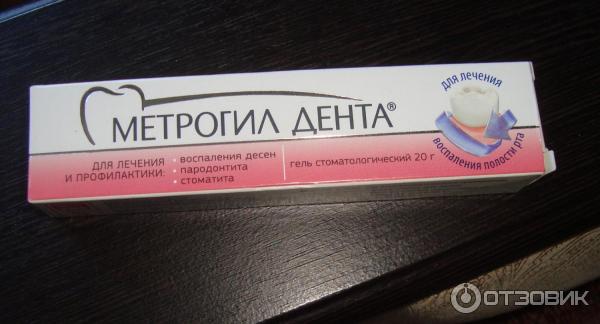 МЕТРОГИЛ ДЕНТА®
ДЛЯ ЛЕЧЕНИЯ
И ПРОФИЛАКТИКИ:
• воспаления десен
• пародонтита
• стоматита
гель стоматологический 20 г
для лечения
воспаления полости рта
ОТЗОВИК